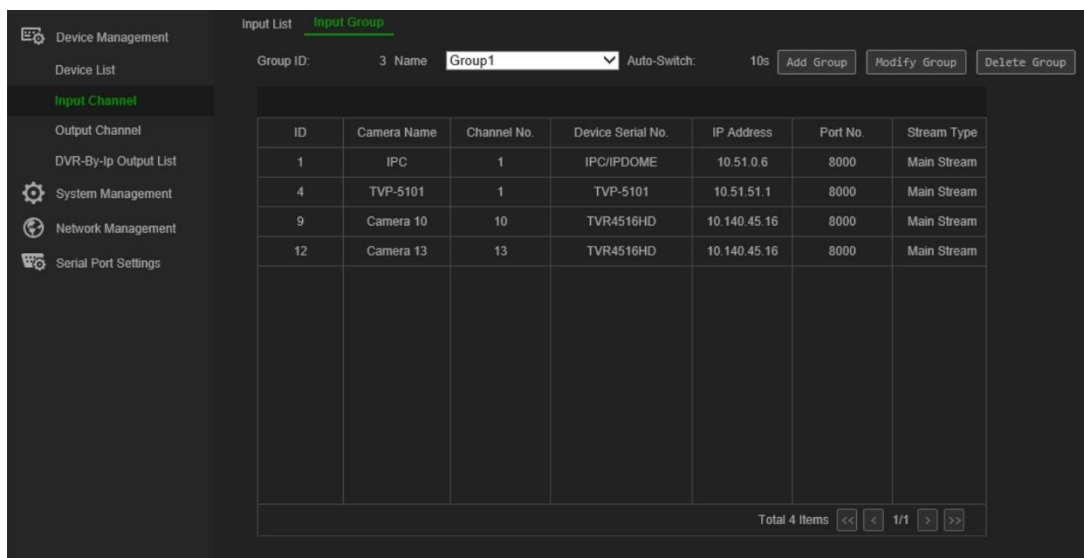 Device Management
Device List
Input Channel
Output Channel
DVR-By-Ip Output List
System Management
Network Management
Serial Port Settings
Input List Input Group
Group ID: 3 Name Group1 Auto-Switch: 10s Add Group Modify Group Delete Group
ID Camera Name Channel No. Device Serial No. IP Address Port No. Stream Type
1 IPC 1 IPC/IPDOME 10.51.0.6 8000 Main Stream
4 TVP-5101 1 TVP-5101 10.51.51.1 8000 Main Stream
9 Camera 10 10 TVR4516HD 10.140.45.16 8000 Main Stream
12 Camera 13 13 TVR4516HD 10.140.45.16 8000 Main Stream
Total 4 Items << < 1/1 > >>